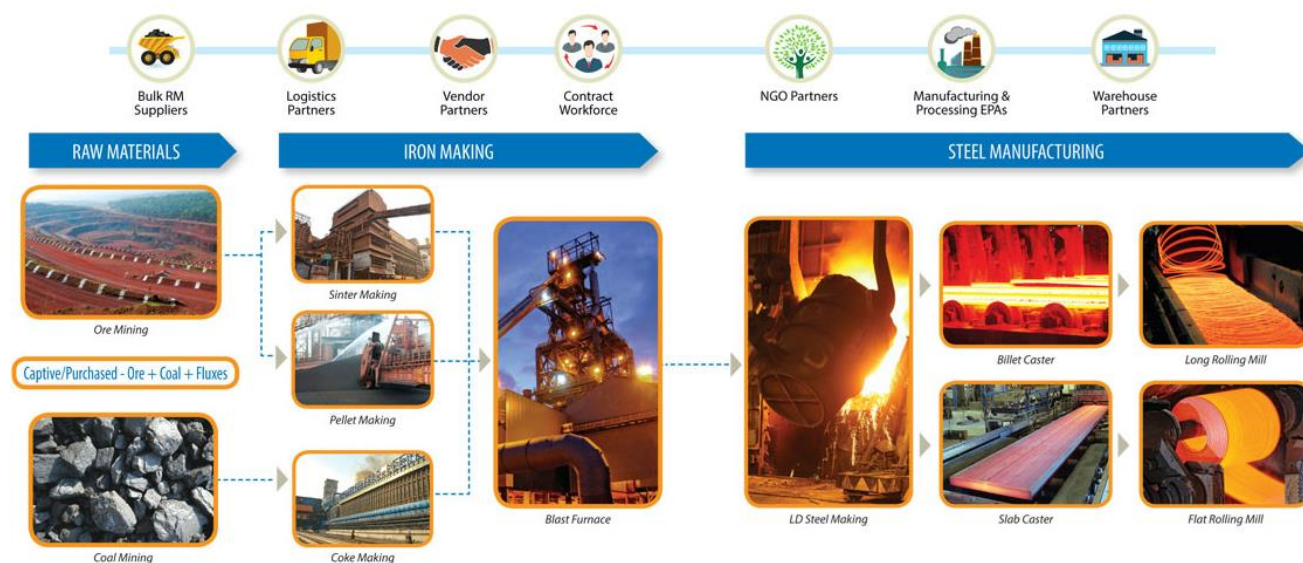 Bulk RM
Suppliers
Logistics
Partners
Vendor
Partners
Contract
Workforce
NGO Partners
Manufacturing &
Processing EPAs
Warehouse
Partners
RAW MATERIALS
IRON MAKING
STEEL MANUFACTURING
Ore Mining
Sinter Making
Captive/Purchased - Ore + Coal + Fluxes
Pellet Making
Coal Mining
Coke Making
Blast Furnace
LD Steel Making
Billet Caster
Long Rolling Mill
Slab Caster
Flat Rolling Mill